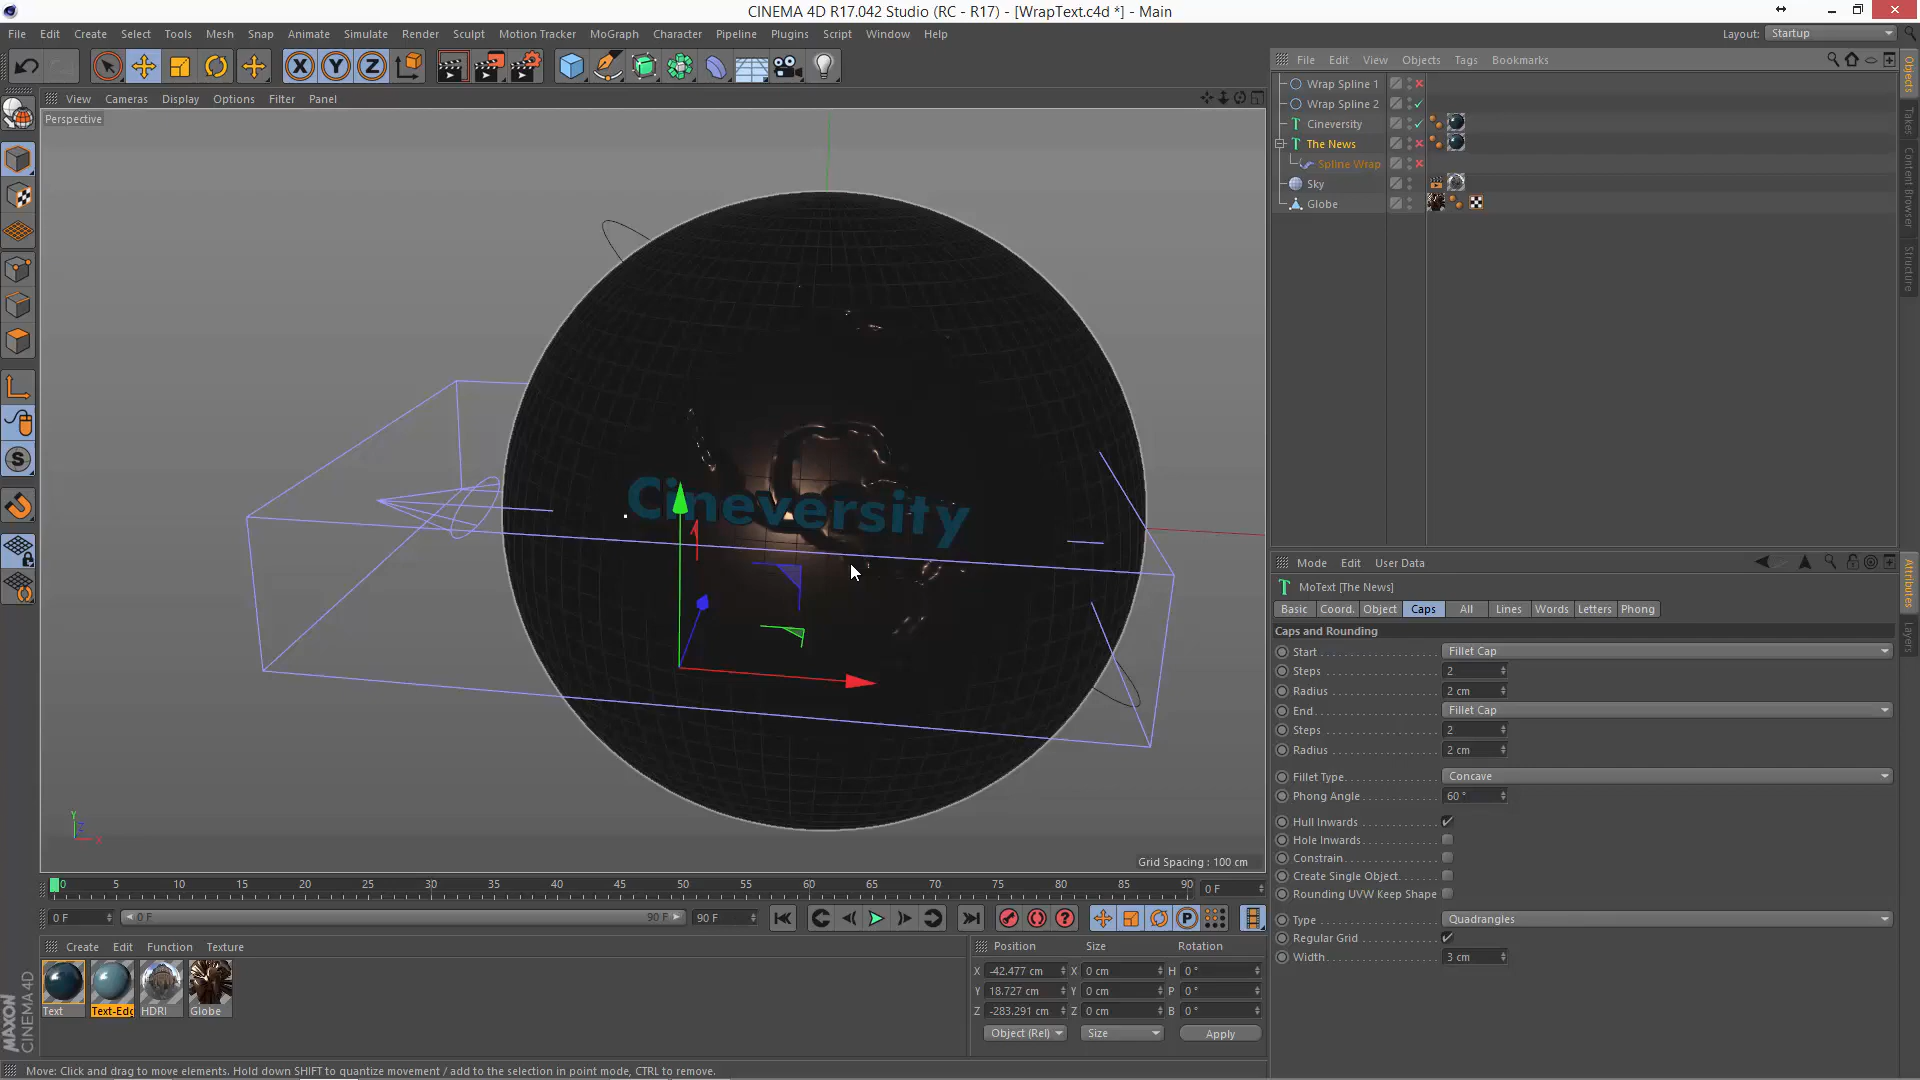 CINEMA 4D R17.042 Studio (RC - R17) - [WrapText.c4d *] - Main
File Edit Create Select Tools Mesh Snap Animate Simulate Render Sculpt Motion Tracker MoGraph Character Pipeline Plugins Script Window Help Layout: Startup
X Y Z
View Cameras Display Options Filter Panel
Perspective
Cineversity
Y
Z
X
Grid Spacing : 100 cm
File Edit View Objects Tags Bookmarks
Wrap Spline 1
Wrap Spline 2
Cineversity
The News
Spline Wrap
Sky
Globe
Objects
Takes
Content Browser
Structure
Mode Edit User Data
MoText [The News]
Basic Coord. Object Caps All Lines Words Letters Phong
Caps and Rounding
Start Fillet Cap
Steps 2
Radius 2 cm
End Fillet Cap
Steps 2
Radius 2 cm
Fillet Type Concave
Phong Angle 60 °
Hull Inwards
Hole Inwards
Constrain
Create Single Object
Rounding UVW Keep Shape
Type Quadrangles
Regular Grid
Width 3 cm
Attributes
Layers
0 5 10 15 20 25 30 35 40 45 50 55 60 65 70 75 80 85 90 0 F
0 F 0 F 90 F 90 F
Create Edit Function Texture
Text Text-Edg HDRI Globe
Position Size Rotation
X -42.477 cm X 0 cm H 0 °
Y 18.727 cm Y 0 cm P 0 °
Z -283.291 cm Z 0 cm B 0 °
Object (Rel) Size Apply
MAXON
CINEMA 4D
Move: Click and drag to move elements. Hold down SHIFT to quantize movement / add to the selection in point mode, CTRL to remove.